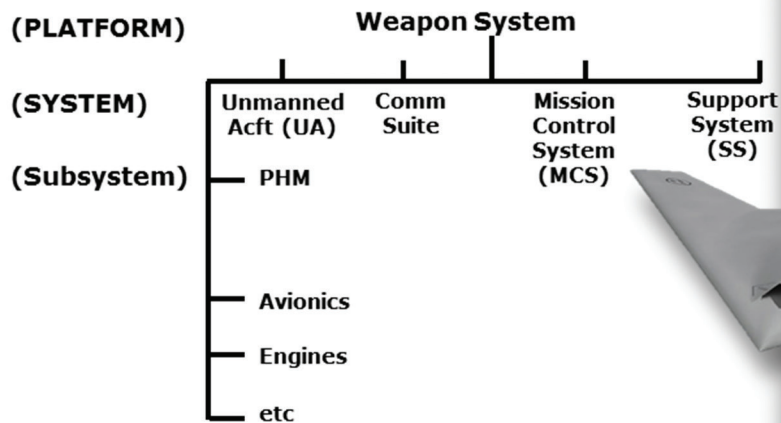 (PLATFORM)
Weapon System
(SYSTEM)
Unmanned
Acft (UA)
Comm
Suite
Mission
Control
System
(MCS)
Support
System
(SS)
(Subsystem)
PHM
Avionics
Engines
etc